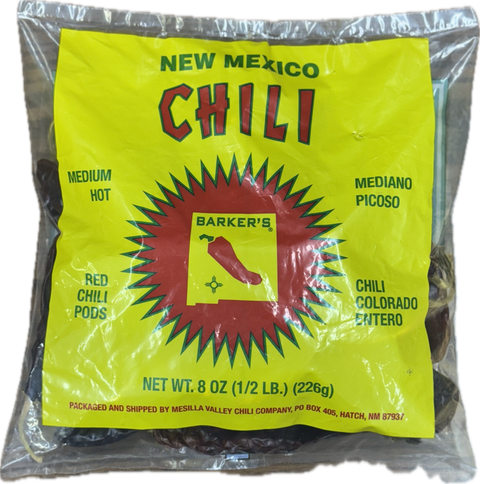 NEW MEXICO
CHILI
MEDIUM
HOT
MEDIANO
PICOSO
BARKER'S®
RED
CHILI
PODS
CHILI
COLORADO
ENTERO
NET WT. 8 OZ (1/2 LB.) (226g)
PACKAGED AND SHIPPED BY MESILLA VALLEY CHILI COMPANY, PO BOX 405, HATCH, NM 87937